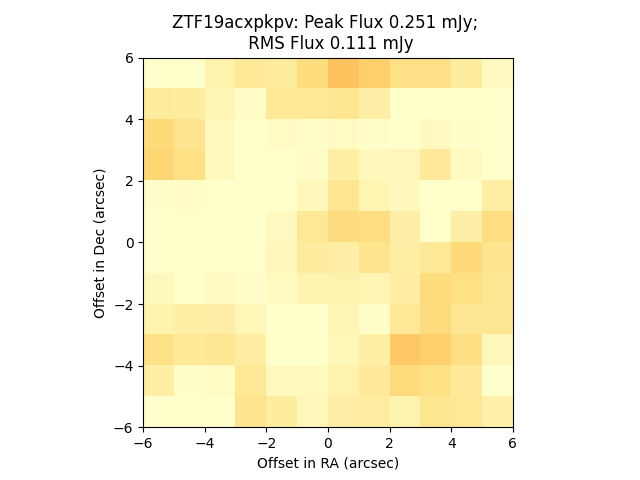 ZTF19acxpkpv: Peak Flux 0.251 mJy;
RMS Flux 0.111 mJy
6
4
2
0
−2
−4
−6
Offset in Dec (arcsec)
−6 −4 −2 0 2 4 6
Offset in RA (arcsec)